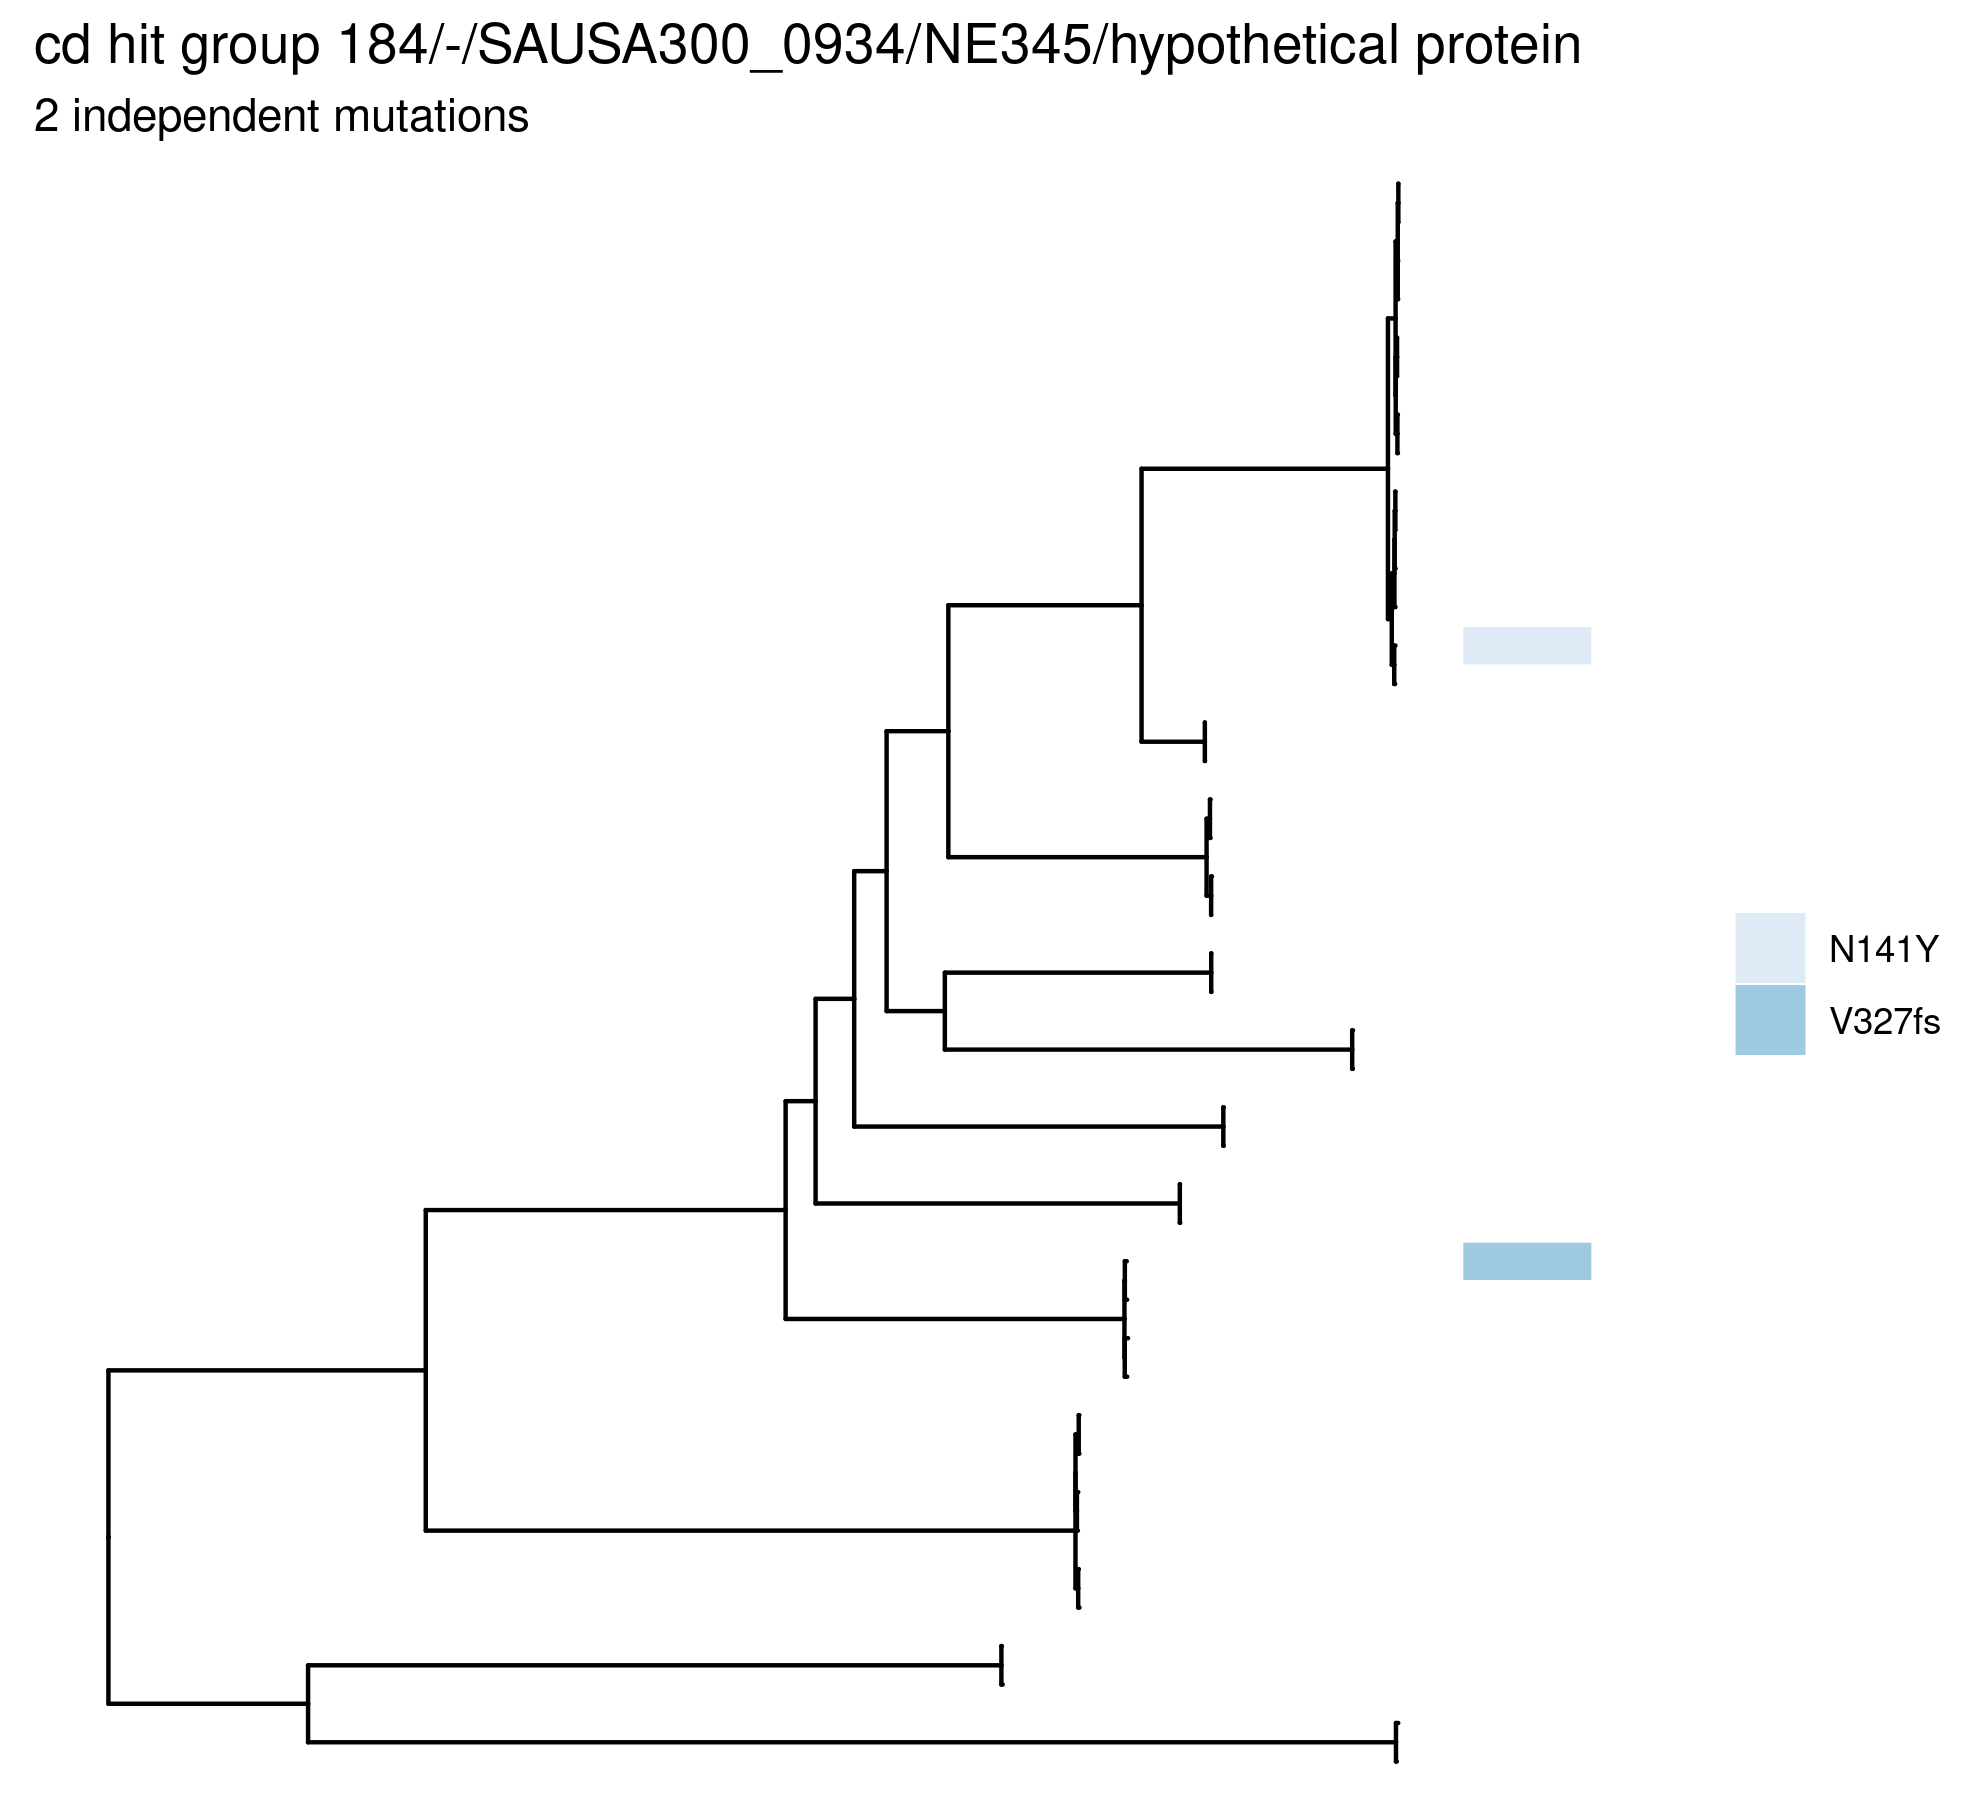 cd hit group 184/-/SAUSA300_0934/NE345/hypothetical protein
2 independent mutations
N141Y
V327fs